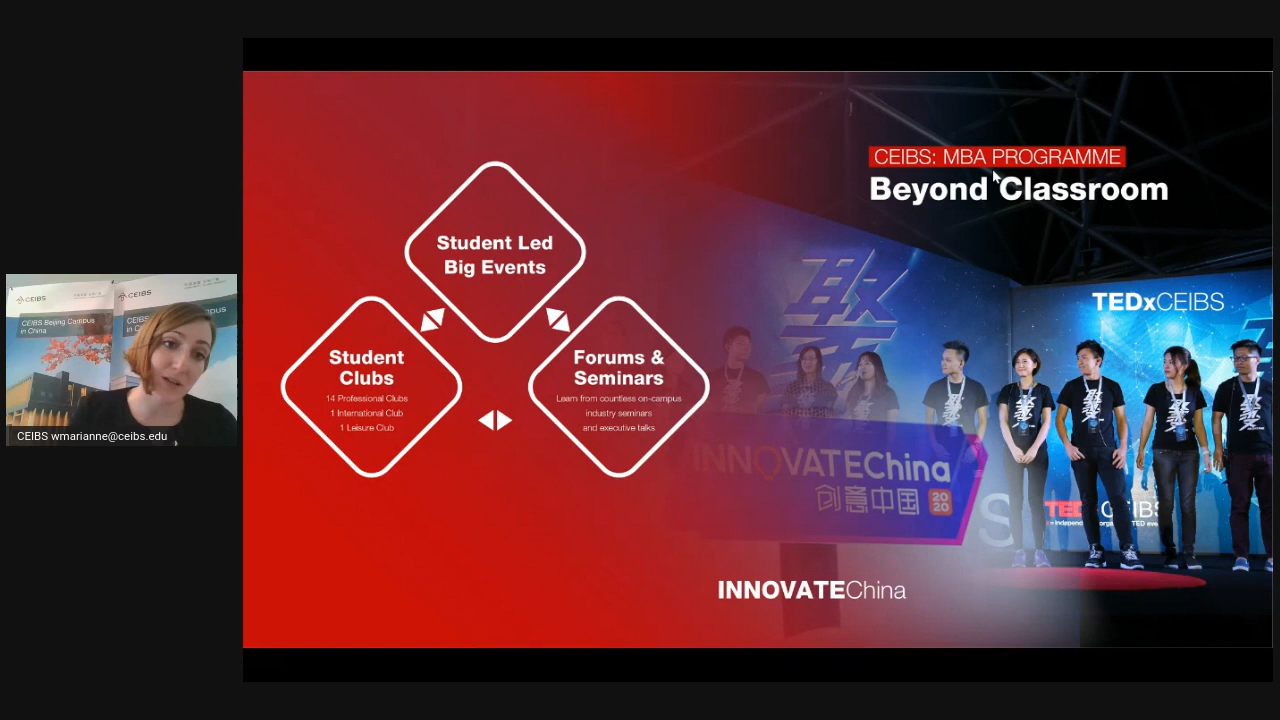 CEIBS: MBA PROGRAMME
Beyond Classroom
Student Led
Big Events
Student
Clubs
14 Professional Clubs
1 International Club
1 Leisure Club
Forums &
Seminars
Learn from countless on-campus
industry seminars
and executive talks
TEDxCEIBS
INNOVATEChina
创意中国 2020
INNOVATEChina
CEIBS
CEIBS Beijing Campus
in China
CEIBS
CEIBS wmarianne@ceibs.edu